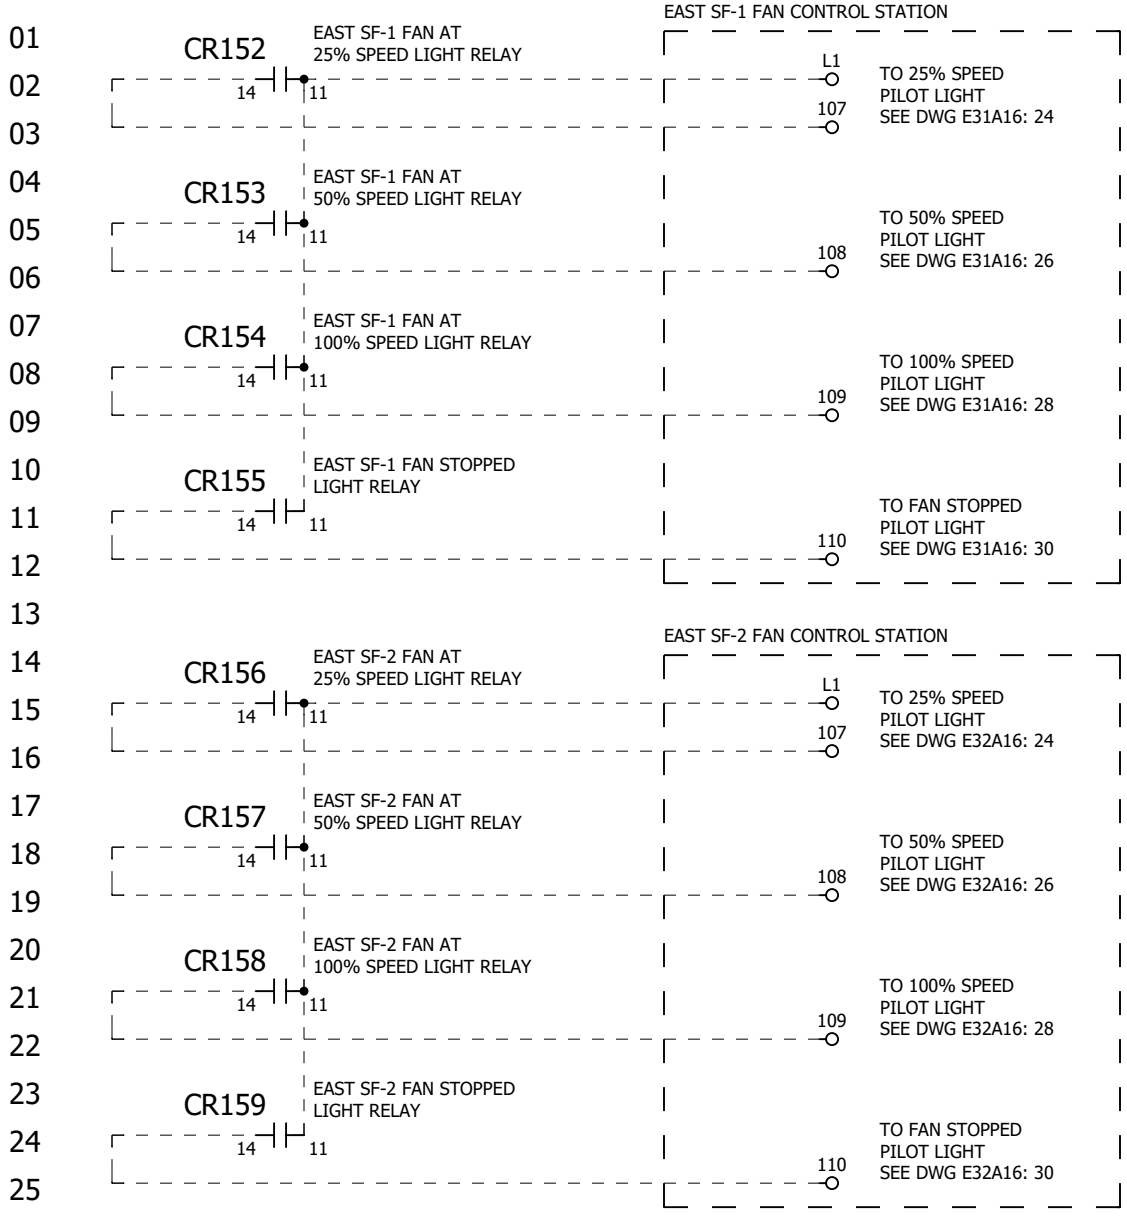 EAST SF-1 FAN CONTROL STATION
01
EAST SF-1 FAN AT
25% SPEED LIGHT RELAY
CR152
14
11
L1
TO 25% SPEED
PILOT LIGHT
SEE DWG E31A16: 24
02
107
03
04
EAST SF-1 FAN AT
50% SPEED LIGHT RELAY
CR153
14
11
05
TO 50% SPEED
PILOT LIGHT
SEE DWG E31A16: 26
108
06
07
EAST SF-1 FAN AT
100% SPEED LIGHT RELAY
CR154
14
11
08
TO 100% SPEED
PILOT LIGHT
SEE DWG E31A16: 28
109
09
10
EAST SF-1 FAN STOPPED
LIGHT RELAY
CR155
14
11
11
TO FAN STOPPED
PILOT LIGHT
SEE DWG E31A16: 30
110
12
13
EAST SF-2 FAN CONTROL STATION
14
EAST SF-2 FAN AT
25% SPEED LIGHT RELAY
CR156
14
11
L1
TO 25% SPEED
PILOT LIGHT
SEE DWG E32A16: 24
15
107
16
17
EAST SF-2 FAN AT
50% SPEED LIGHT RELAY
CR157
14
11
18
TO 50% SPEED
PILOT LIGHT
SEE DWG E32A16: 26
108
19
20
EAST SF-2 FAN AT
100% SPEED LIGHT RELAY
CR158
14
11
21
TO 100% SPEED
PILOT LIGHT
SEE DWG E32A16: 28
109
22
23
EAST SF-2 FAN STOPPED
LIGHT RELAY
CR159
14
11
24
TO FAN STOPPED
PILOT LIGHT
SEE DWG E32A16: 30
110
25